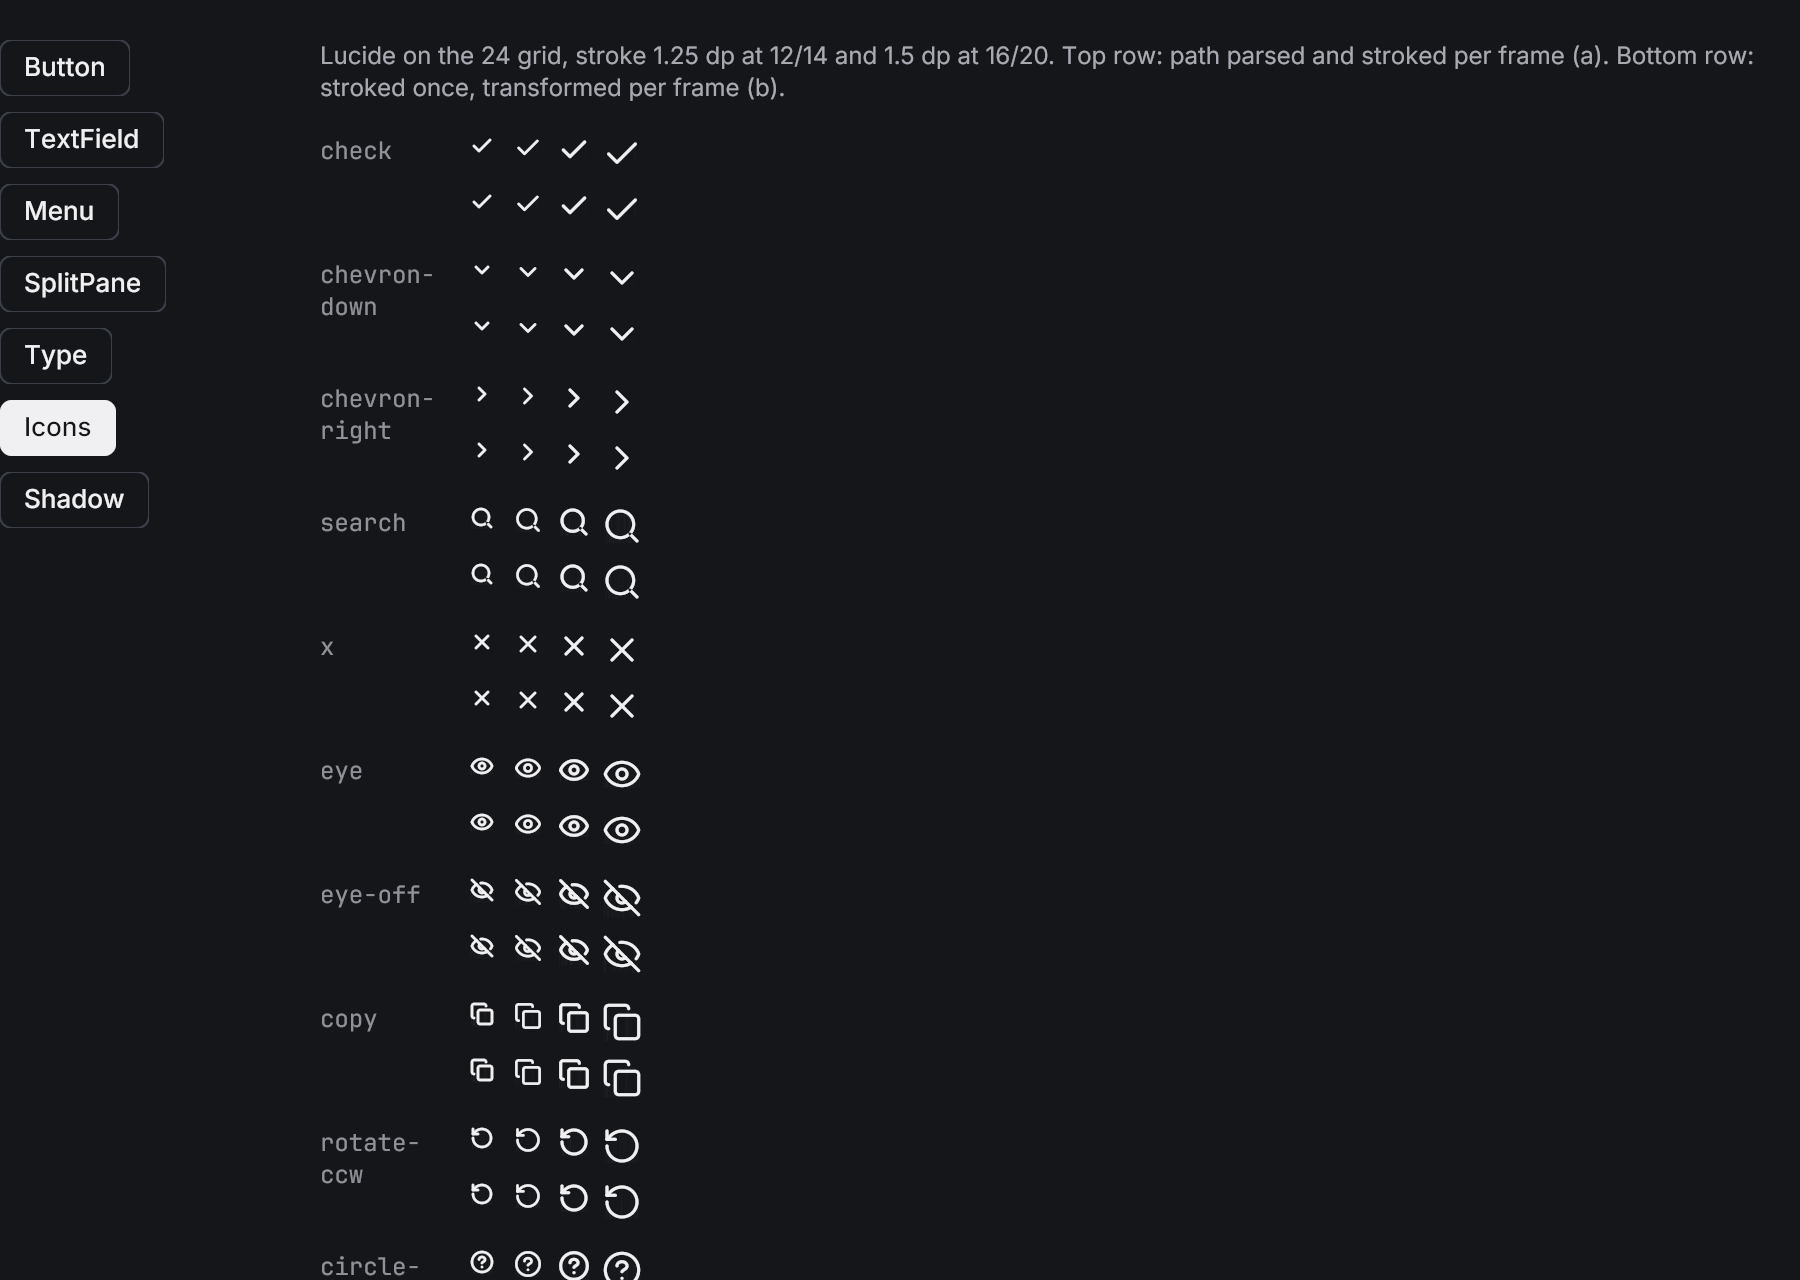 Button
TextField
Menu
SplitPane
Type
Icons
Shadow
Lucide on the 24 grid, stroke 1.25 dp at 12/14 and 1.5 dp at 16/20. Top row: path parsed and stroked per frame (a). Bottom row:
stroked once, transformed per frame (b).
check
chevron-
down
chevron-
right
search
x
eye
eye-off
copy
rotate-
ccw
circle-